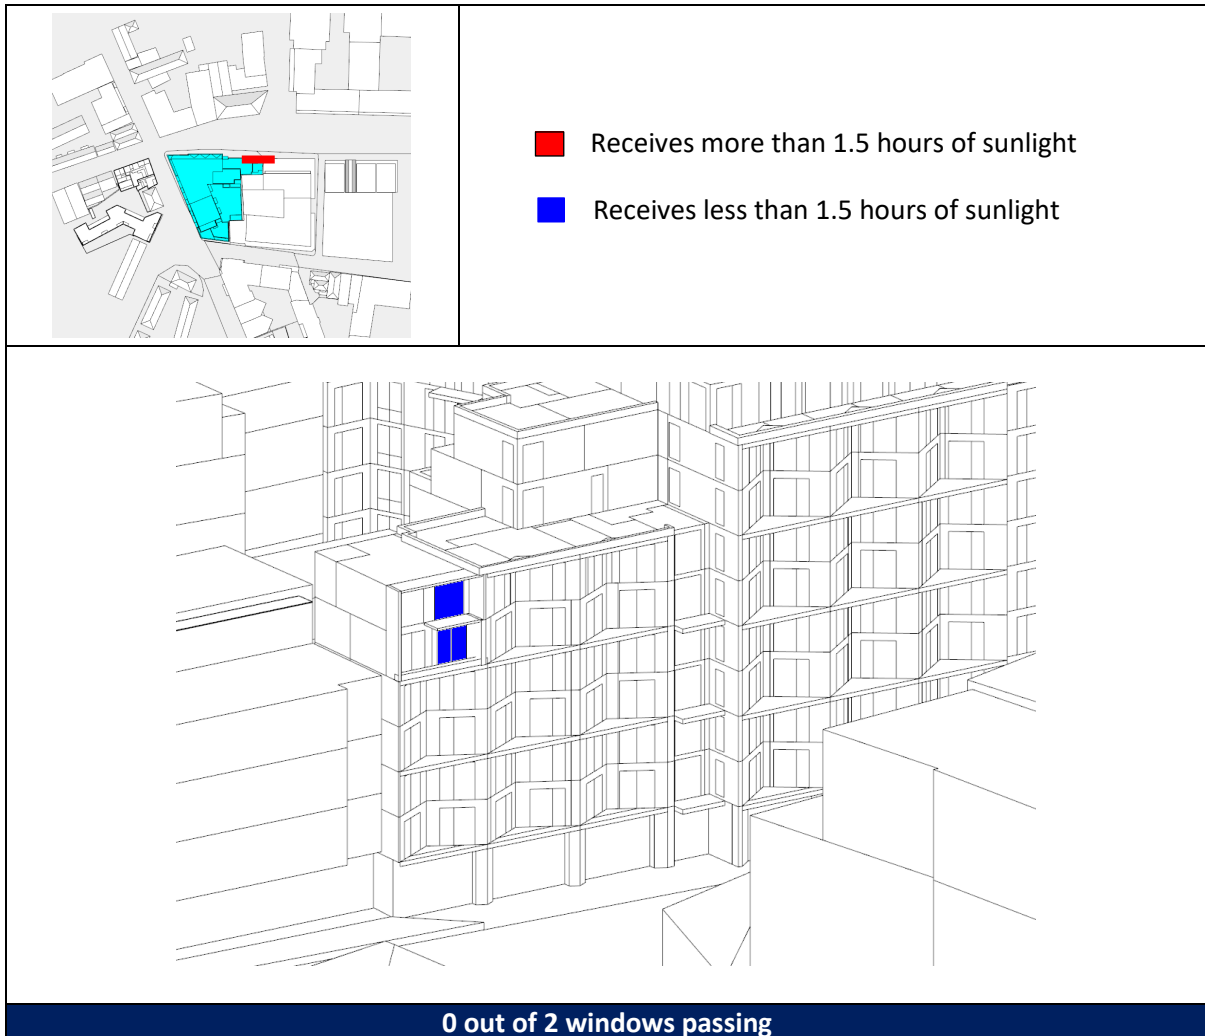 Receives more than 1.5 hours of sunlight
Receives less than 1.5 hours of sunlight
0 out of 2 windows passing